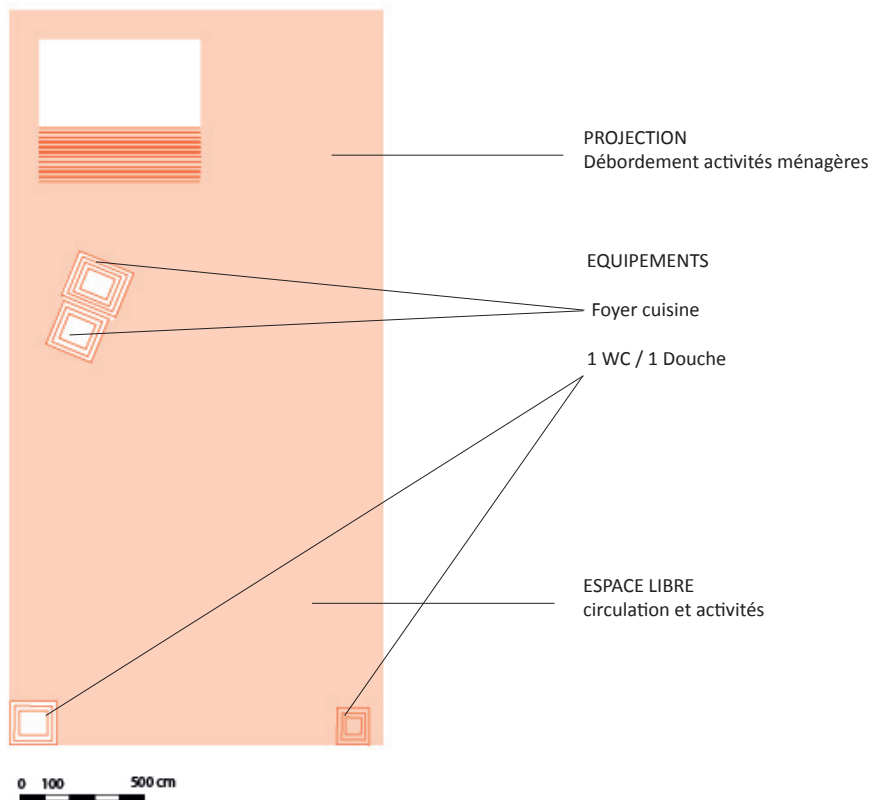 PROJECTION
Débordement activités ménagères
EQUIPEMENTS
Foyer cuisine
1 WC / 1 Douche
ESPACE LIBRE
circulation et activités
0 100 500 cm